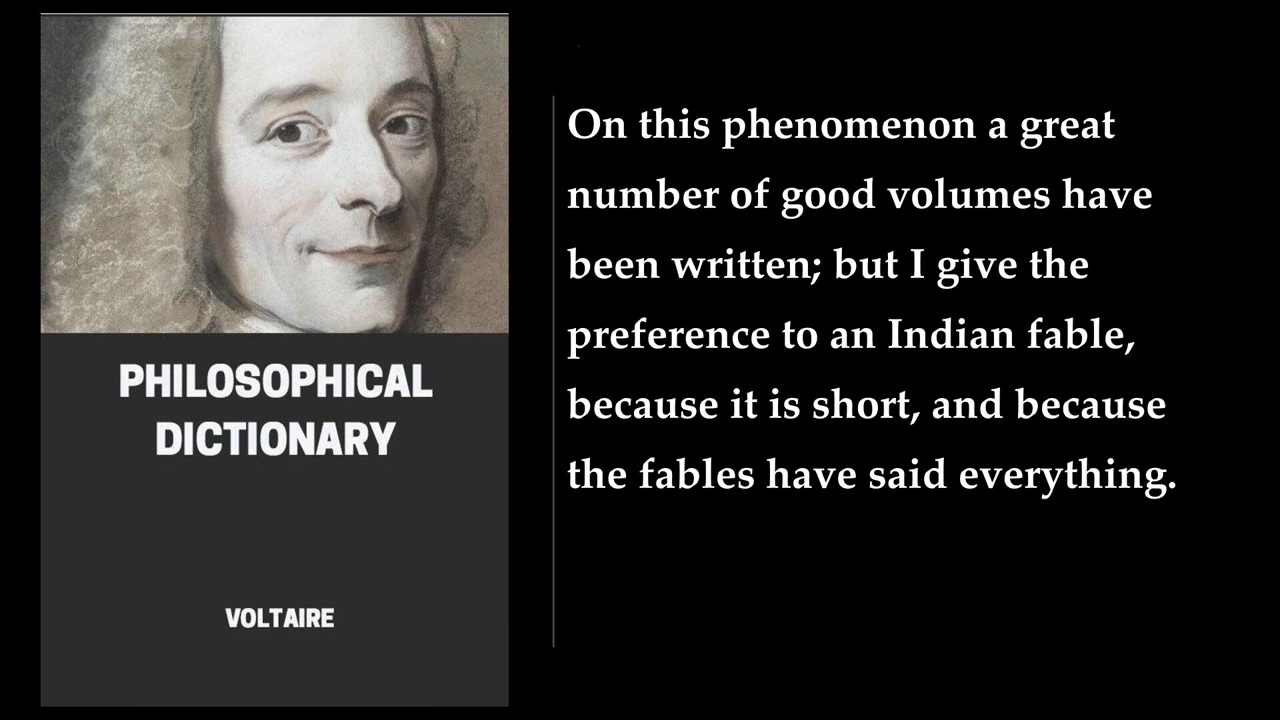 PHILOSOPHICAL
DICTIONARY
VOLTAIRE
On this phenomenon a great
number of good volumes have
been written; but I give the
preference to an Indian fable,
because it is short, and because
the fables have said everything.